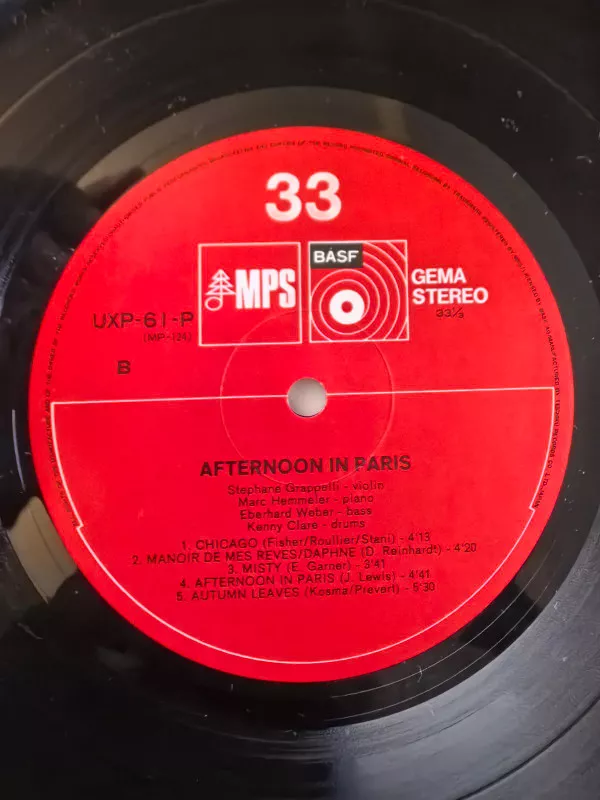 33
MPS
BASF
GEMA
STEREO
33⅓
UXP-61-P
(MP-124)
B
AFTERNOON IN PARIS
Stephane Grappelli - violin
Marc Hemmeler - piano
Eberhard Weber - bass
Kenny Clare - drums
1. CHICAGO (Fisher/Roullier/Stani) - 4'13
2. MANOIR DE MES REVES/DAPHNE (D. Reinhardt) - 4'20
3. MISTY (E. Garner) - 3'41
4. AFTERNOON IN PARIS (J. Lewis) - 4'41
5. AUTUMN LEAVES (Kosma/Prevert) - 5'30